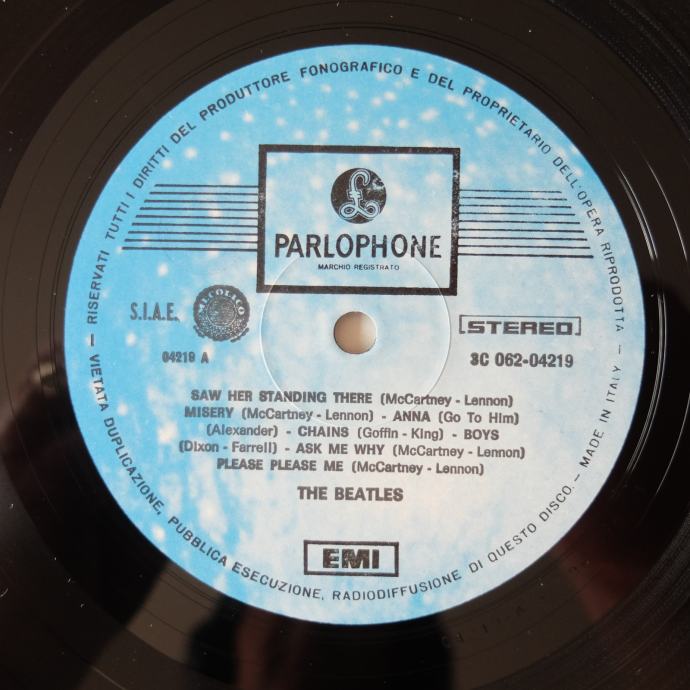 RISERVATI TUTTI I DIRITTI DEL PRODUTTORE FONOGRAFICO E DEL PROPRIETARIO DELL'OPERA RIPRODOTTA
£
PARLOPHONE
MARCHIO REGISTRATO
S.I.A.E.
[STEREO]
04219 A
3C 062-04219
SAW HER STANDING THERE (McCartney - Lennon)
MISERY (McCartney - Lennon) - ANNA (Go To Him)
(Alexander) - CHAINS (Goffin - King) - BOYS
(Dixon - Farrell) - ASK ME WHY (McCartney - Lennon)
PLEASE PLEASE ME (McCartney - Lennon)
THE BEATLES
EMI
- VIETATA DUPLICAZIONE, PUBBLICA ESECUZIONE, RADIODIFFUSIONE DI QUESTO DISCO. - MADE IN ITALY -